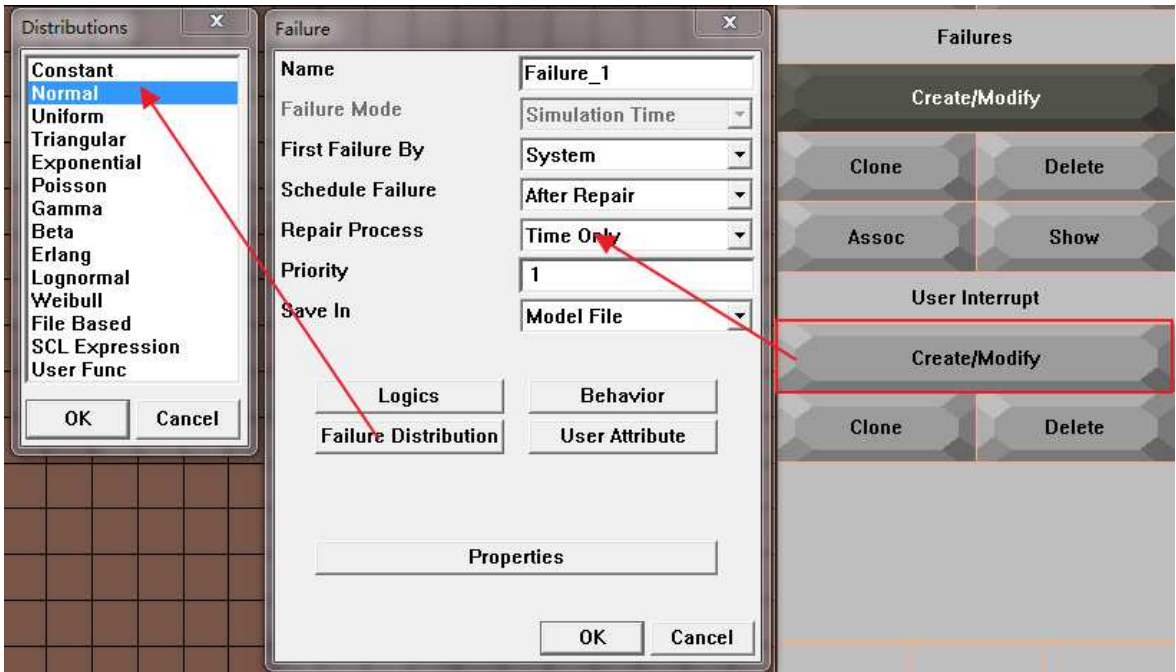 Distributions
X
Constant
Normal
Uniform
Triangular
Exponential
Poisson
Gamma
Beta
Erlang
Lognormal
Weibull
File Based
SCL Expression
User Func
OK
Cancel
Failure
X
Name
Failure_1
Failure Mode
Simulation Time
First Failure By
System
Schedule Failure
After Repair
Repair Process
Time Only
Priority
1
Save In
Model File
Logics
Behavior
Failure Distribution
User Attribute
Properties
OK
Cancel
Failures
Create/Modify
Clone
Delete
Assoc
Show
User Interrupt
Create/Modify
Clone
Delete